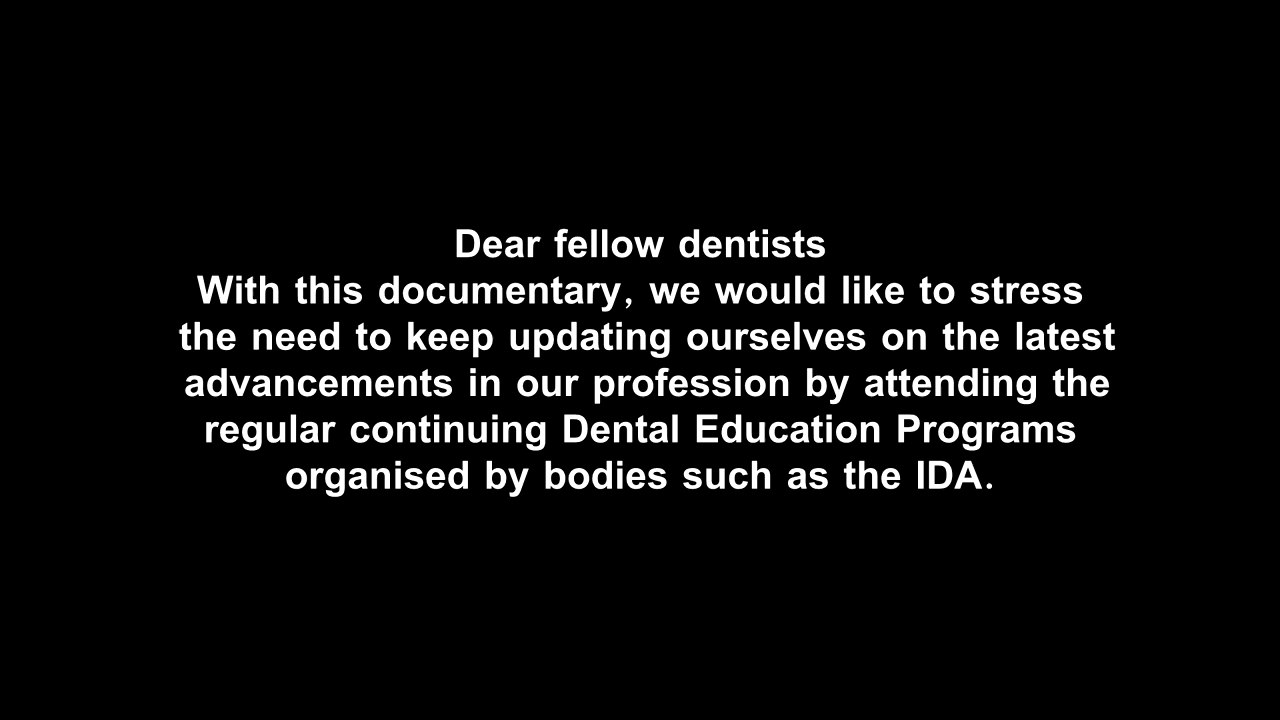 Dear fellow dentists
With this documentary, we would like to stress
the need to keep updating ourselves on the latest
advancements in our profession by attending the
regular continuing Dental Education Programs
organised by bodies such as the IDA.